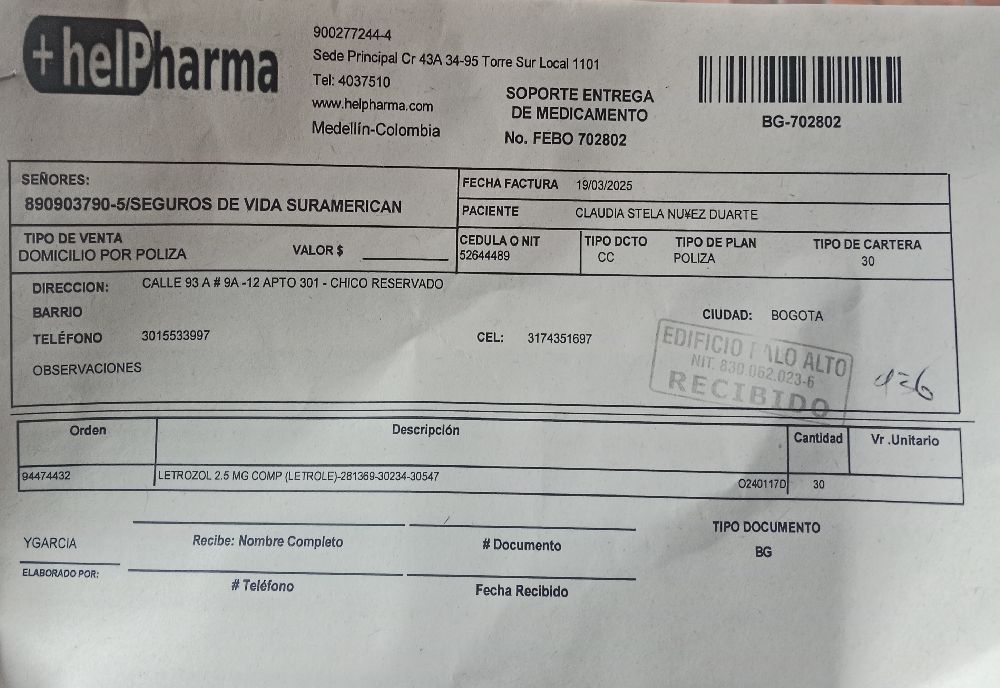 +helPharma
900277244-4
Sede Principal Cr 43A 34-95 Torre Sur Local 1101
Tel: 4037510
www.helpharma.com
Medellín-Colombia
SOPORTE ENTREGA
DE MEDICAMENTO
No. FEBO 702802
BG-702802
SEÑORES:
890903790-5/SEGUROS DE VIDA SURAMERICAN
FECHA FACTURA 19/03/2025
PACIENTE CLAUDIA STELA NU¥EZ DUARTE
TIPO DE VENTA
DOMICILIO POR POLIZA
VALOR $
CEDULA O NIT
52644489
TIPO DCTO
CC
TIPO DE PLAN
POLIZA
TIPO DE CARTERA
30
DIRECCION: CALLE 93 A # 9A -12 APTO 301 - CHICO RESERVADO
BARRIO
CIUDAD: BOGOTA
TELÉFONO 3015533997 CEL: 3174351697
OBSERVACIONES
EDIFICIO PALO ALTO
NIT. 830.062.023-6
RECIBIDO
Orden Descripción Cantidad Vr .Unitario
94474432 LETROZOL 2.5 MG COMP (LETROLE)-281369-30234-30547 O240117D 30
YGARCIA
ELABORADO POR:
Recibe: Nombre Completo
# Documento
# Teléfono
Fecha Recibido
TIPO DOCUMENTO
BG